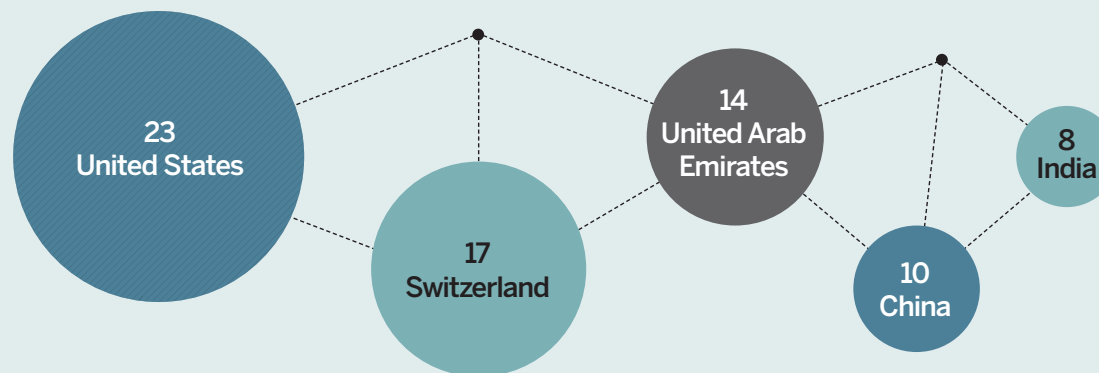 23
United States
17
Switzerland
14
United Arab
Emirates
10
China
8
India